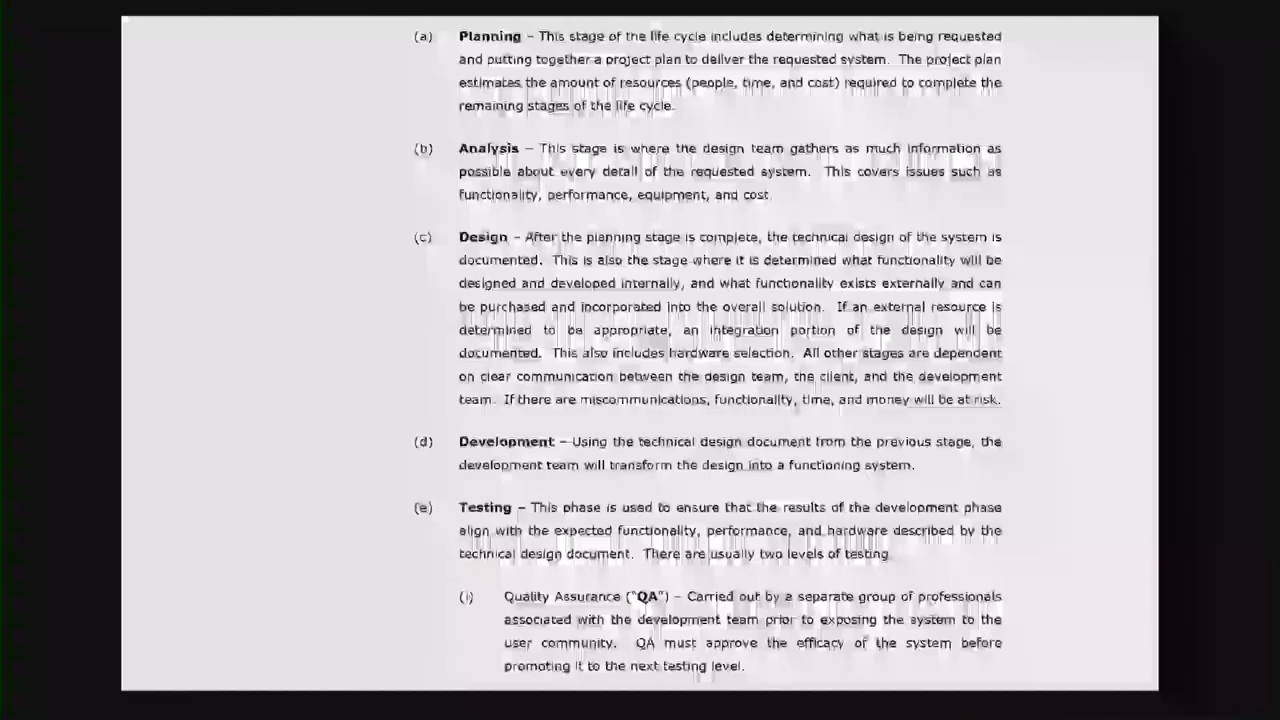 (a) Planning – This stage of the life cycle includes determining what is being requested
and putting together a project plan to deliver the requested system. The project plan
estimates the amount of resources (people, time, and cost) required to complete the
remaining stages of the life cycle.
(b) Analysis – This stage is where the design team gathers as much information as
possible about every detail of the requested system. This covers issues such as
functionality, performance, equipment, and cost.
(c) Design – After the planning stage is complete, the technical design of the system is
documented. This is also the stage where it is determined what functionality will be
designed and developed internally, and what functionality exists externally and can
be purchased and incorporated into the overall solution. If an external resource is
determined to be appropriate, an integration portion of the design will be
documented. This also includes hardware selection. All other stages are dependent
on clear communication between the design team, the client, and the development
team. If there are miscommunications, functionality, time, and money will be at risk.
(d) Development – Using the technical design document from the previous stage, the
development team will transform the design into a functioning system.
(e) Testing – This phase is used to ensure that the results of the development phase
align with the expected functionality, performance, and hardware described by the
technical design document. There are usually two levels of testing.
(i) Quality Assurance ("QA") – Carried out by a separate group of professionals
associated with the development team prior to exposing the system to the
user community. QA must approve the efficacy of the system before
promoting it to the next testing level.